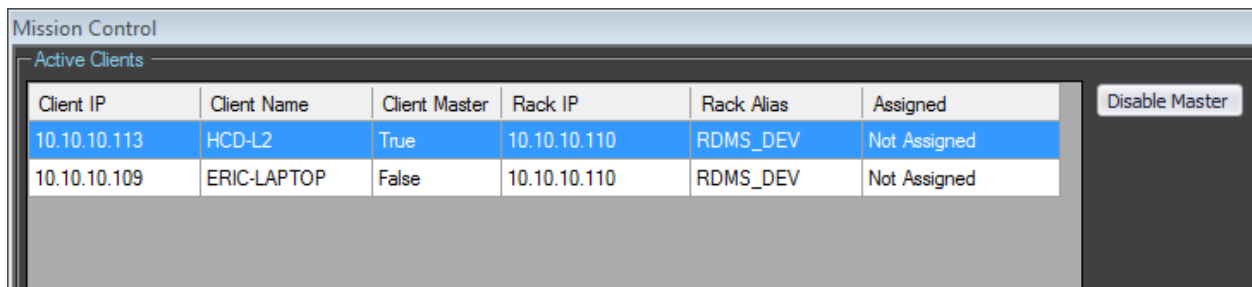 Mission Control
Active Clients
Client IP Client Name Client Master Rack IP Rack Alias Assigned Disable Master
10.10.10.113 HCD-L2 True 10.10.10.110 RDMS_DEV Not Assigned
10.10.10.109 ERIC-LAPTOP False 10.10.10.110 RDMS_DEV Not Assigned